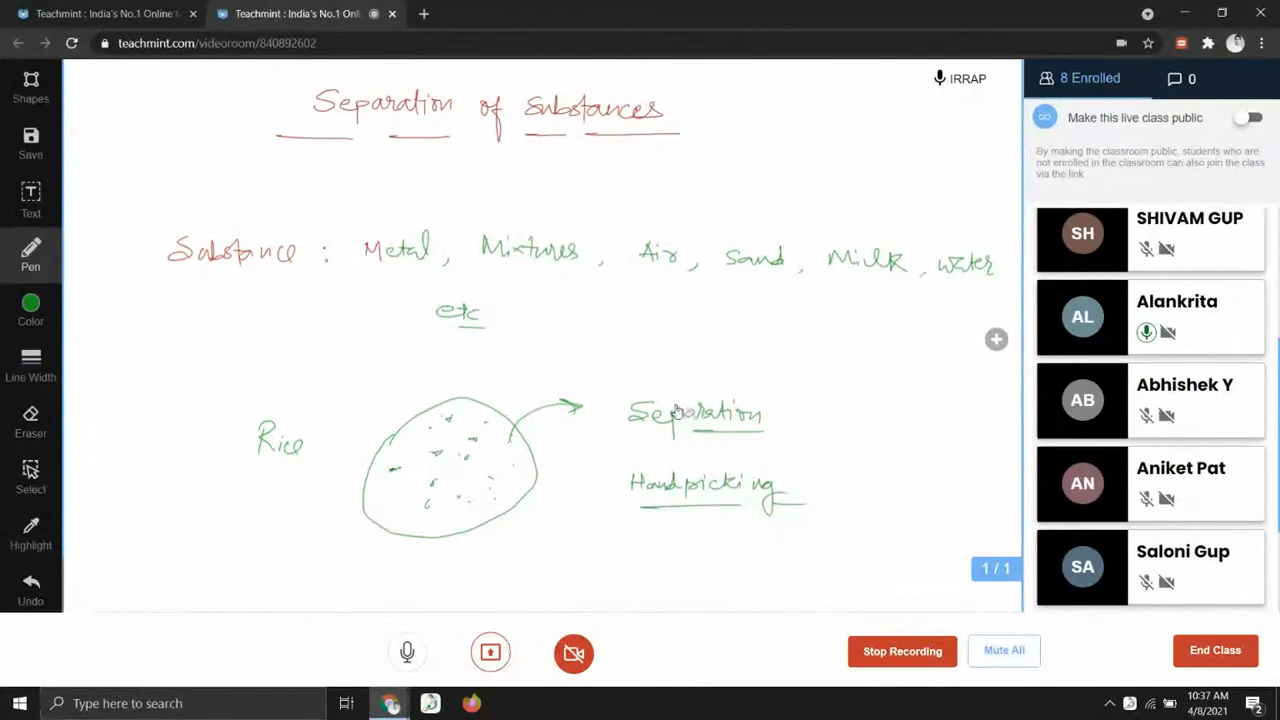 Teachmint : India's No.1 Online
Teachmint : India's No.1 Onli
teachmint.com/videoroom/840892602
Shapes
Save
Text
Pen
Color
Line Width
Eraser
Select
Highlight
Undo
IRRAP
Separation of Substances
Substance : Metal, Mixtures, Air, Sand, Milk, water
etc
Rice
Separation
Handpicking
1 / 1
8 Enrolled
0
Make this live class public
By making the classroom public, students who are
not enrolled in the classroom can also join the class
via the link
SH
SHIVAM GUP
AL
Alankrita
AB
Abhishek Y
AN
Aniket Pat
SA
Saloni Gup
Stop Recording
Mute All
End Class
Type here to search
10:37 AM
4/8/2021
2